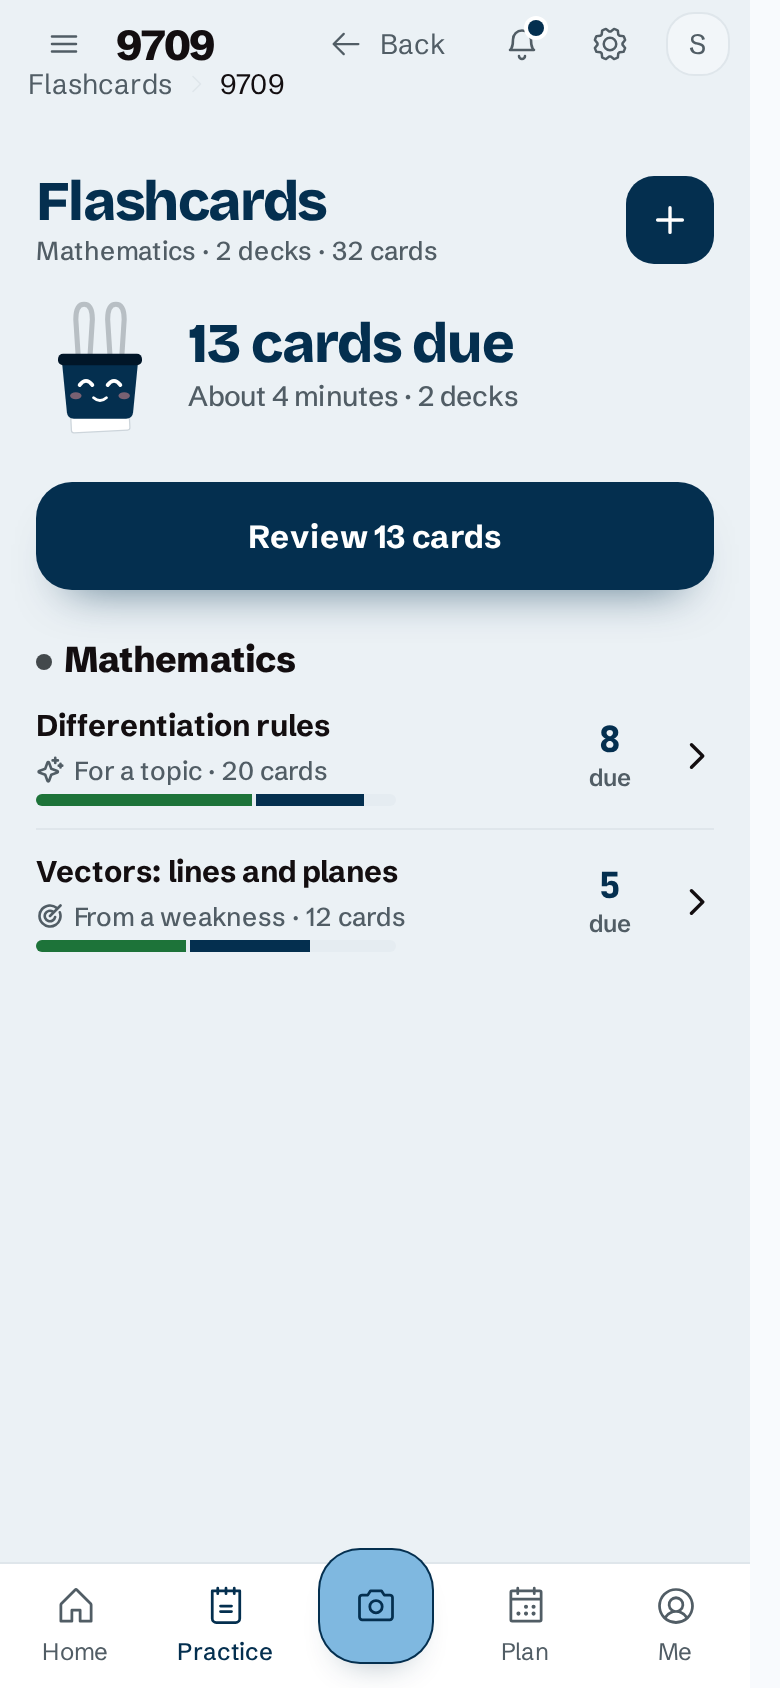 9709
Back
S
Flashcards
9709
Flashcards
Mathematics · 2 decks · 32 cards
13 cards due
About 4 minutes · 2 decks
Review 13 cards
Mathematics
Differentiation rules
For a topic · 20 cards
8
due
Vectors: lines and planes
From a weakness · 12 cards
5
due
Home
Practice
Plan
Me